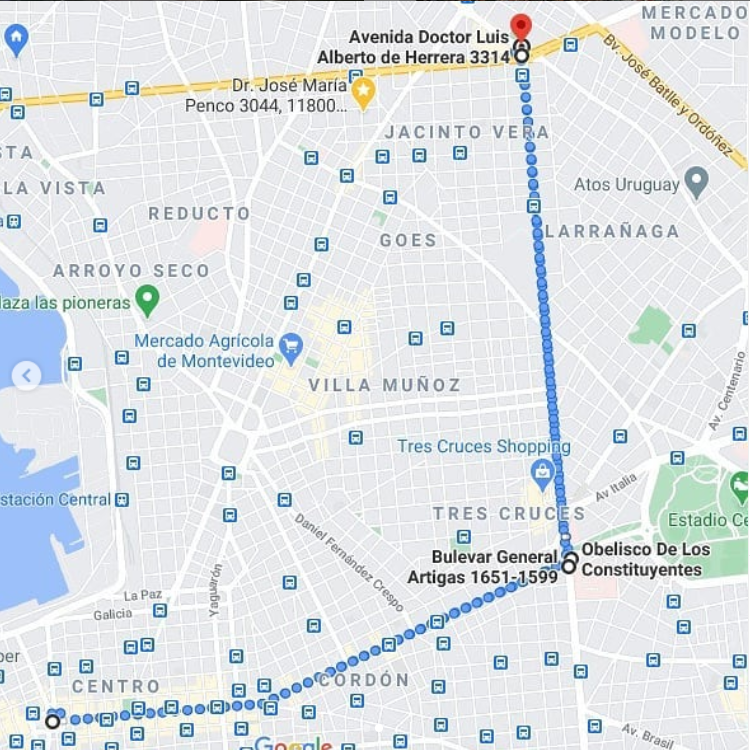 MERCADO
MODELO
Avenida Doctor Luis
Alberto de Herrera 3314
Bv. José Batlle y Ordóñez
Dr. José María
Penco 3044, 11800...
JACINTO VERA
STA
LA VISTA
Atos Uruguay
REDUCTO
LARRAÑAGA
GOES
ARROYO SECO
laza las pioneras
Mercado Agrícola
de Montevideo
VILLA MUÑOZ
Av. Centenario
Tres Cruces Shopping
Av Italia
stación Central
TRES CRUCES
Estadio Ce
Daniel Fernández Crespo
Bulevar General
Artigas 1651-1599
Obelisco De Los
Constituyentes
La Paz
Galicia
Yaguarón
ber
CENTRO
CORDÓN
Av. Brasil
Google